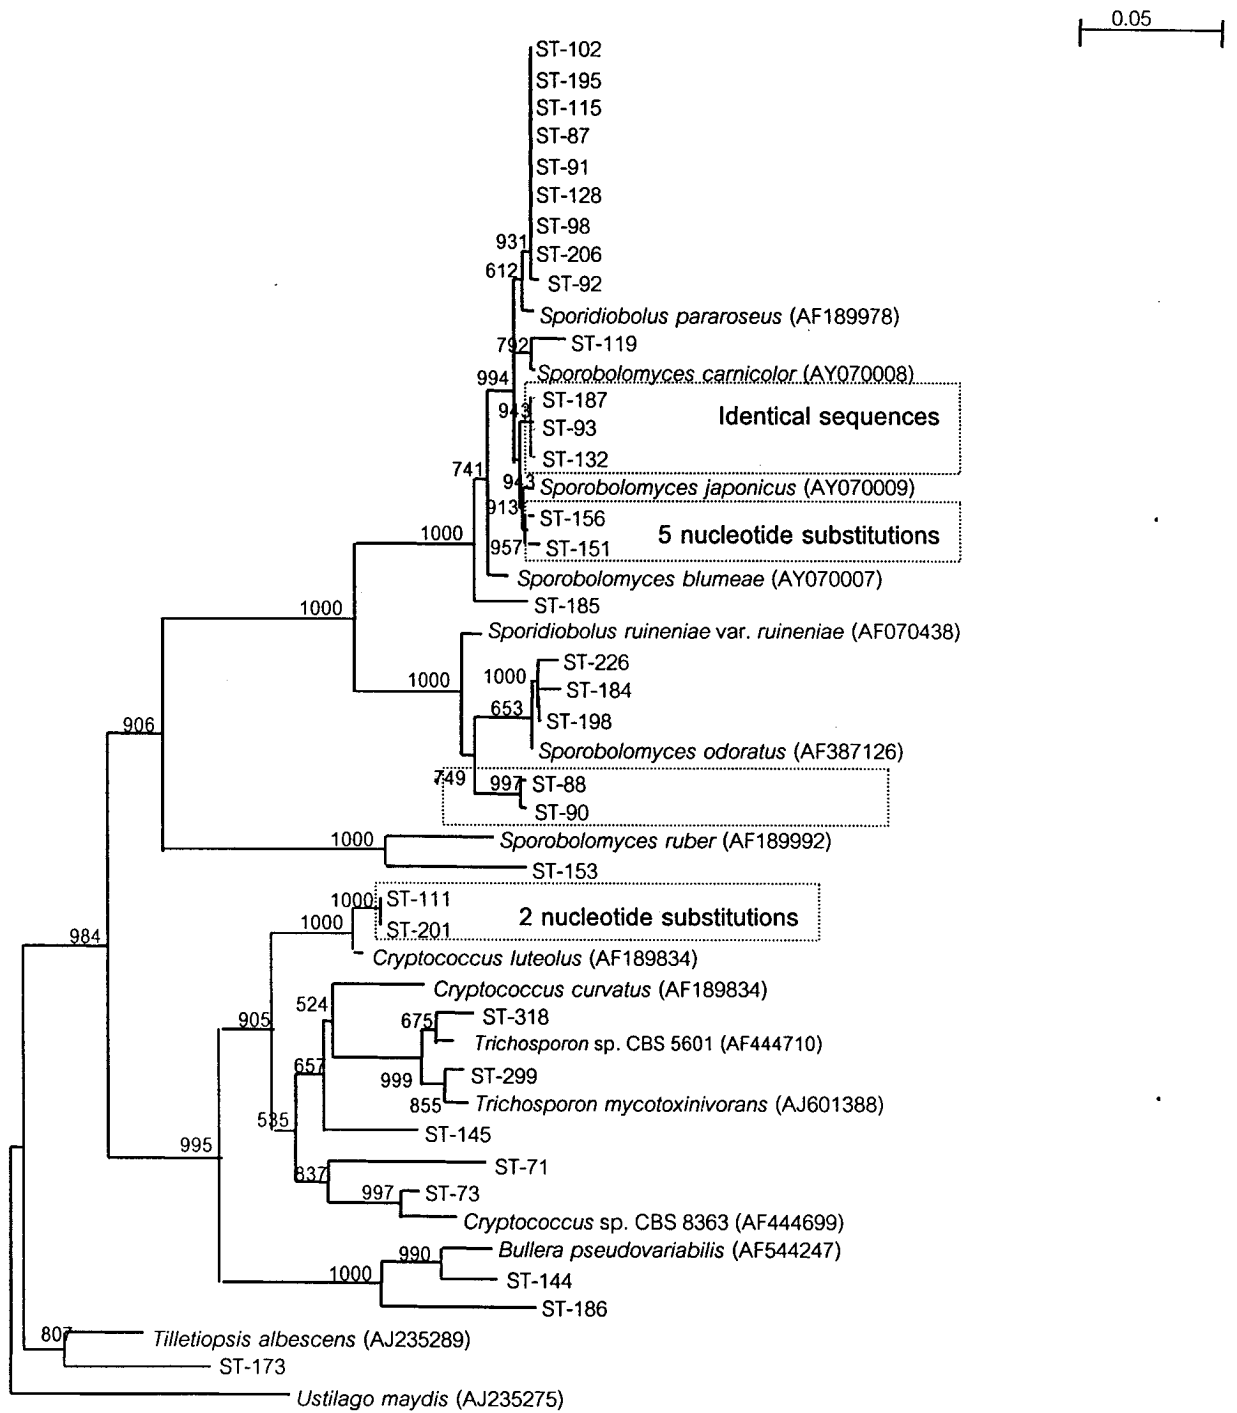 0.05
ST-102
ST-195
ST-115
ST-87
ST-91
ST-128
ST-98
931
ST-206
612
ST-92
Sporidiobolus pararoseus (AF189978)
792
ST-119
994
Sporobolomyces carnicolor (AY070008)
ST-187
943
Identical sequences
ST-93
ST-132
741
943
Sporobolomyces japonicus (AY070009)
913
ST-156
5 nucleotide substitutions
1000
957
ST-151
Sporobolomyces blumeae (AY070007)
1000
ST-185
Sporidiobolus ruineniae var. ruineniae (AF070438)
ST-226
1000
1000
ST-184
653
ST-198
906
Sporobolomyces odoratus (AF387126)
749
997
ST-88
ST-90
1000
Sporobolomyces ruber (AF189992)
ST-153
1000
ST-111
2 nucleotide substitutions
1000
ST-201
984
Cryptococcus luteolus (AF189834)
Cryptococcus curvatus (AF189834)
524
905
675
ST-318
Trichosporon sp. CBS 5601 (AF444710)
657
999
ST-299
855
Trichosporon mycotoxinivorans (AJ601388)
535
ST-145
995
837
ST-71
997
ST-73
Cryptococcus sp. CBS 8363 (AF444699)
990
Bullera pseudovariabilis (AF544247)
1000
ST-144
ST-186
807
Tilletiopsis albescens (AJ235289)
ST-173
Ustilago maydis (AJ235275)